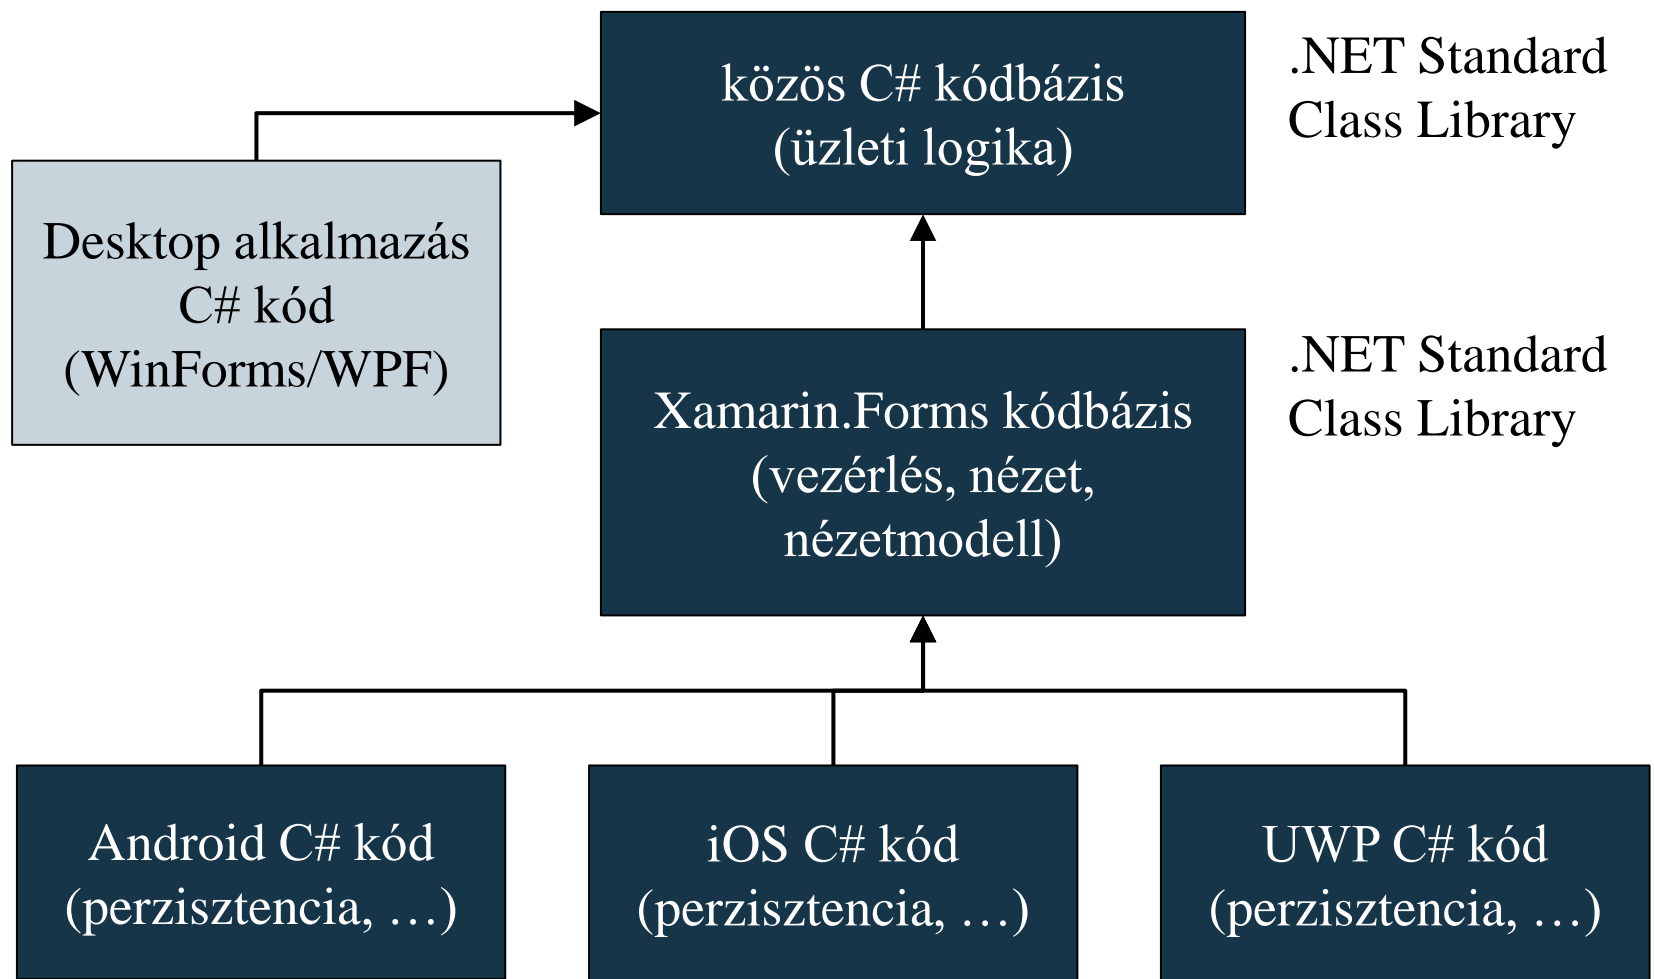 közös C# kódbázis
(üzleti logika)
.NET Standard
Class Library
Desktop alkalmazás
C# kód
(WinForms/WPF)
Xamarin.Forms kódbázis
(vezérlés, nézet,
nézetmodell)
.NET Standard
Class Library
Android C# kód
(perzisztencia, …)
iOS C# kód
(perzisztencia, …)
UWP C# kód
(perzisztencia, …)